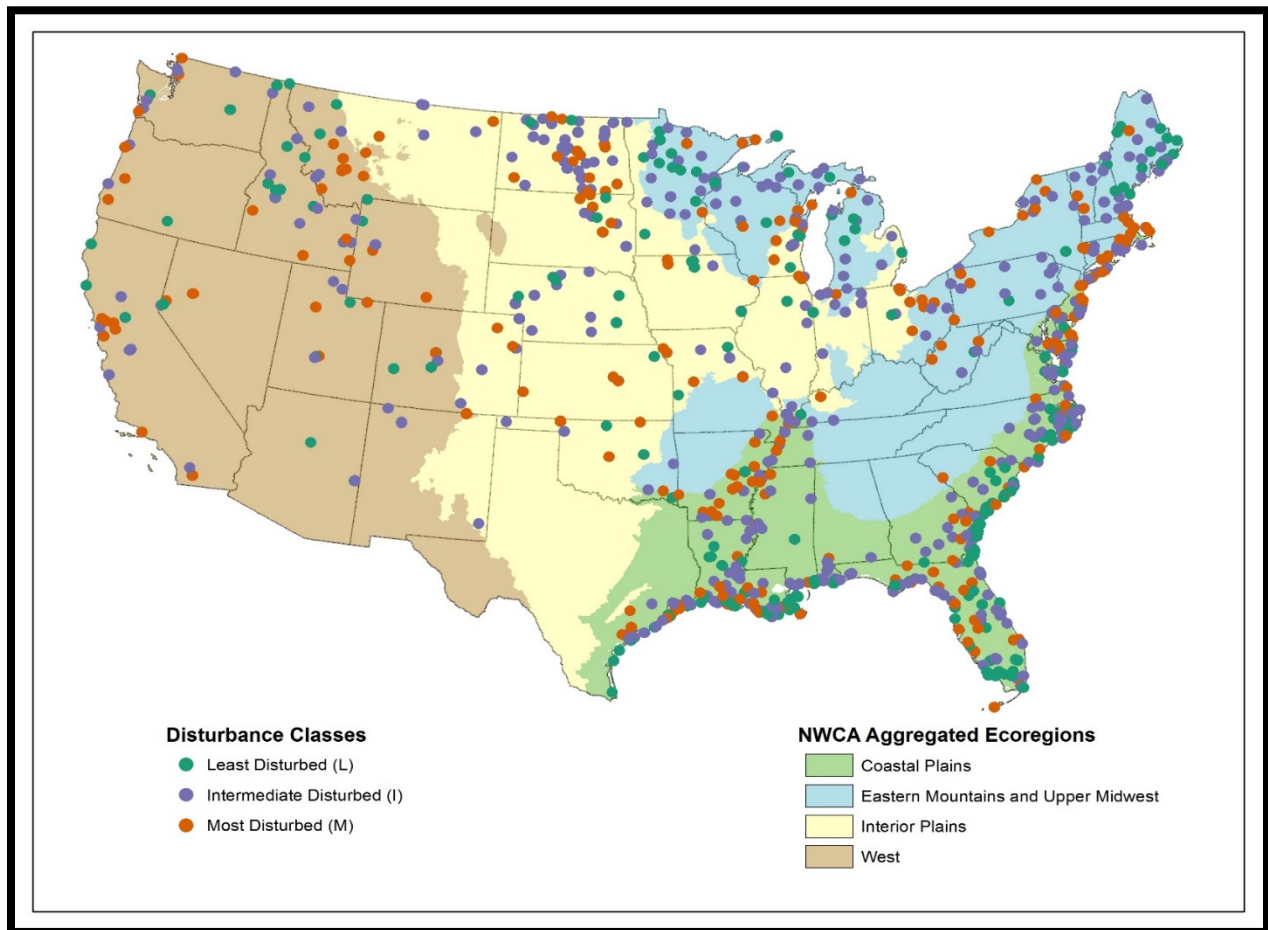 Disturbance Classes
Least Disturbed (L)
Intermediate Disturbed (I)
Most Disturbed (M)
NWCA Aggregated Ecoregions
Coastal Plains
Eastern Mountains and Upper Midwest
Interior Plains
West